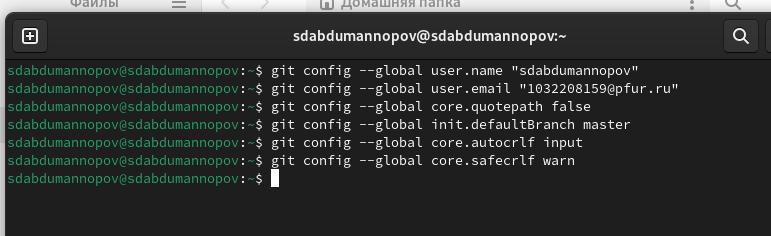 Файлы
Домашняя папка
sdabdumannopov@sdabdumannopov:~
sdabdumannopov@sdabdumannopov:~$ git config --global user.name "sdabdumannopov"
sdabdumannopov@sdabdumannopov:~$ git config --global user.email "1032208159@pfur.ru"
sdabdumannopov@sdabdumannopov:~$ git config --global core.quotepath false
sdabdumannopov@sdabdumannopov:~$ git config --global init.defaultBranch master
sdabdumannopov@sdabdumannopov:~$ git config --global core.autocrlf input
sdabdumannopov@sdabdumannopov:~$ git config --global core.safecrlf warn
sdabdumannopov@sdabdumannopov:~$